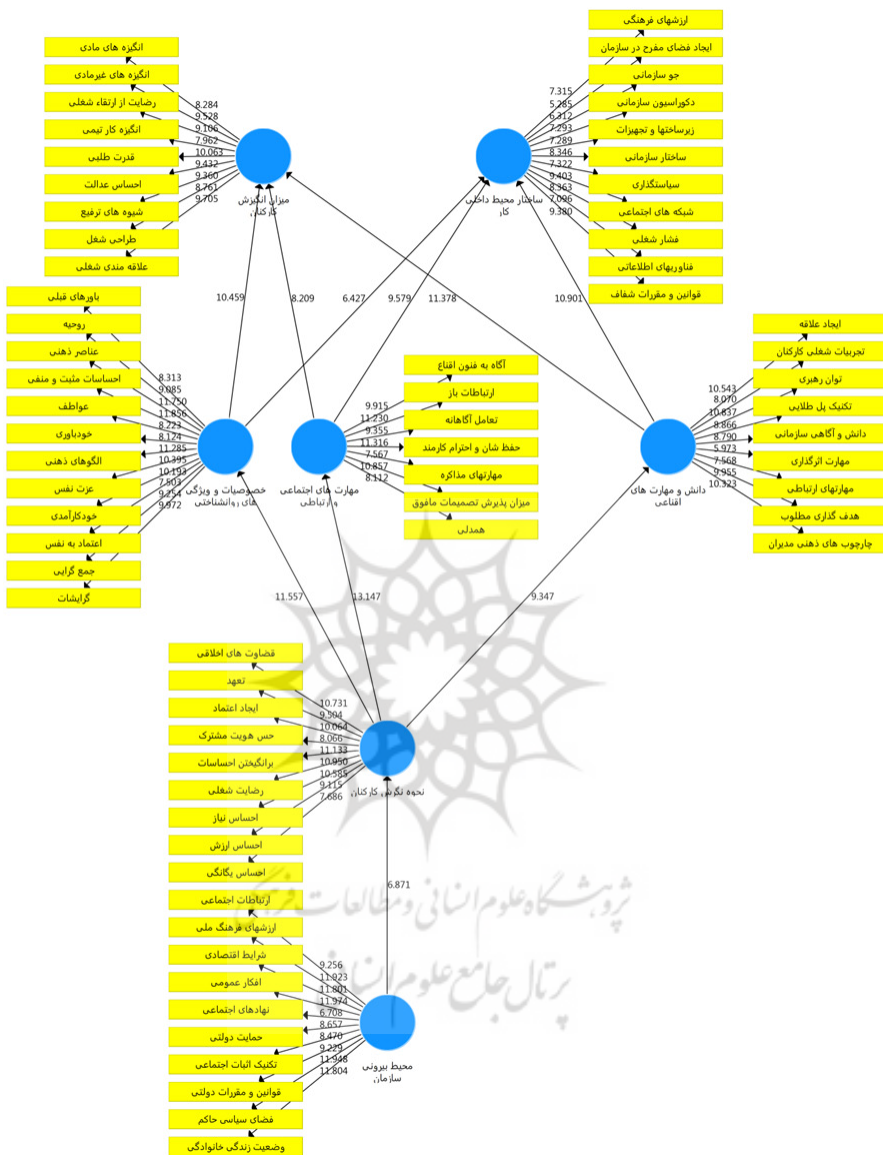 ارزشهای فرهنگی
ایجاد فضای مفرح در سازمان
جو سازمانی
دکوراسیون سازمانی
زیرساختها و تجهیزات
ساختار سازمانی
سیاستگذاری
شبکه های اجتماعی
فشار شغلی
فناوریهای اطلاعاتی
قوانین و مقررات شفاف
7.315
5.285
6.312
7.293
7.289
8.346
7.322
9.403
8.363
7.096
9.380
ساختار محیط داخلی
کار
انگیزه های مادی
انگیزه های غیرمادی
رضایت از ارتقاء شغلی
انگیزه کار تیمی
قدرت طلبی
احساس عدالت
شیوه های ترفیع
طراحی شغل
علاقه مندی شغلی
8.284
9.528
9.106
7.962
10.063
9.432
9.360
8.761
9.705
میزان انگیزش
کارکنان
10.459
8.209
6.427
9.579
11.378
10.901
باورهای قبلی
روحیه
عناصر ذهنی
احساسات مثبت و منفی
عواطف
خودباوری
الگوهای ذهنی
عزت نفس
خودکارآمدی
اعتماد به نفس
جمع گرایی
گرایشات
8.313
9.085
11.750
11.856
8.223
8.124
11.285
10.395
10.193
7.503
9.254
9.972
خصوصیات و ویژگی
های روانشناختی
آگاه به فنون اقناع
ارتباطات باز
تعامل آگاهانه
حفظ شان و احترام کارمند
مهارتهای مذاکره
میزان پذیرش تصمیمات مافوق
همدلی
9.915
11.230
9.355
11.316
7.567
10.857
8.112
مهارت های اجتماعی
و ارتباطی
ایجاد علاقه
تجربیات شغلی کارکنان
توان رهبری
تکنیک پل طلایی
دانش و آگاهی سازمانی
مهارت اثرگذاری
مهارتهای ارتباطی
هدف گذاری مطلوب
چارچوب های ذهنی مدیران
10.543
8.070
10.837
8.866
8.790
5.973
7.568
9.955
10.323
دانش و مهارت های
اقناعی
11.557
13.147
9.347
قضاوت های اخلاقی
تعهد
ایجاد اعتماد
حس هویت مشترک
برانگیختن احساسات
رضایت شغلی
احساس نیاز
احساس ارزش
احساس یگانگی
10.731
9.504
10.064
8.066
11.133
10.950
10.585
9.115
7.686
نحوه نگرش کارکنان
6.871
ارتباطات اجتماعی
ارزشهای فرهنگ ملی
شرایط اقتصادی
افکار عمومی
نهادهای اجتماعی
حمایت دولتی
تکنیک اثبات اجتماعی
قوانین و مقررات دولتی
فضای سیاسی حاکم
وضعیت زندگی خانوادگی
9.256
11.923
11.801
11.974
6.708
8.657
8.470
9.229
11.948
11.804
محیط بیرونی
سازمان
پژوهشگاه علوم انسانی و مطالعات فرهنگی
پرتال جامع علوم انسانی